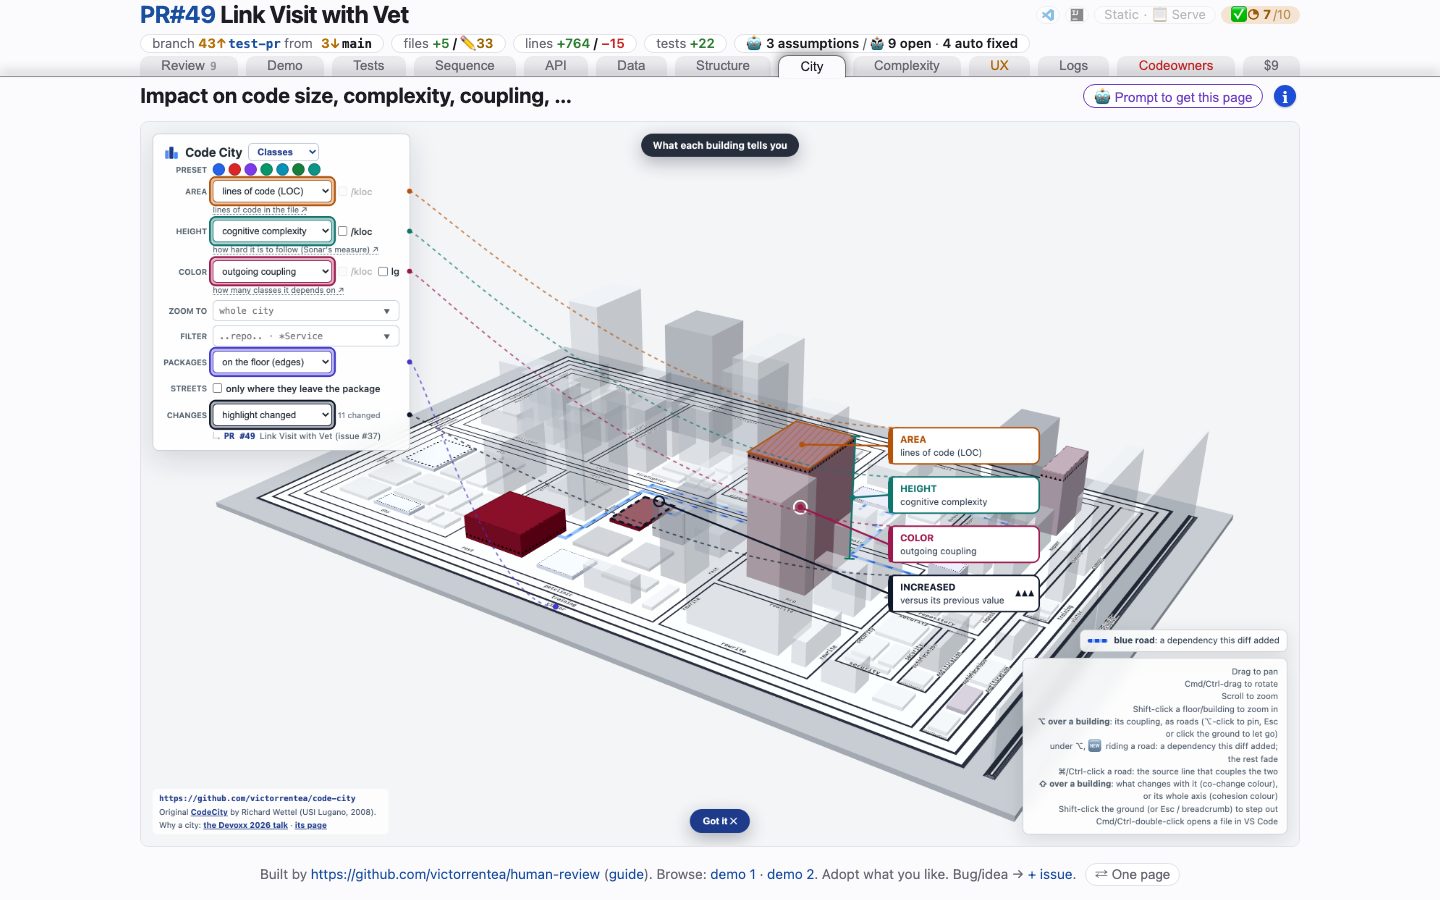 PR#49 Link Visit with Vet
Static · Serve
7/10
branch 43↑ test-pr from 3↓ main
files +5 / ✏️33
lines +764 / −15
tests +22
3 assumptions / 9 open · 4 auto fixed
Review 9
Demo
Tests
Sequence
API
Data
Structure
City
Complexity
UX
Logs
Codeowners
$9
Impact on code size, complexity, coupling, ...
Prompt to get this page
What each building tells you
Code City Classes
PRESET
AREA lines of code (LOC) /kloc
lines of code in the file ↗
HEIGHT cognitive complexity /kloc
how hard it is to follow (Sonar's measure) ↗
COLOR outgoing coupling /kloc lg
how many classes it depends on ↗
ZOOM TO whole city
FILTER ..repo.. · *Service
PACKAGES on the floor (edges)
STREETS only where they leave the package
CHANGES highlight changed 11 changed
PR #49 Link Visit with Vet (issue #37)
AREA
lines of code (LOC)
HEIGHT
cognitive complexity
COLOR
outgoing coupling
INCREASED
versus its previous value ▲▲▲
rewrite
security
repository
blue road: a dependency this diff added
Drag to pan
Cmd/Ctrl-drag to rotate
Scroll to zoom
Shift-click a floor/building to zoom in
⌥ over a building: its coupling, as roads (⌥-click to pin, Esc
or click the ground to let go)
under ⌥, NEW riding a road: a dependency this diff added;
the rest fade
⌘/Ctrl-click a road: the source line that couples the two
⇧ over a building: what changes with it (co-change colour),
or its whole axis (cohesion colour)
Shift-click the ground (or Esc / breadcrumb) to step out
Cmd/Ctrl-double-click opens a file in VS Code
https://github.com/victorrentea/code-city
Original CodeCity by Richard Wettel (USI Lugano, 2008).
Why a city: the Devoxx 2026 talk · its page
Got it ✕
Built by https://github.com/victorrentea/human-review (guide). Browse: demo 1 · demo 2. Adopt what you like. Bug/idea → + issue.
⇄ One page